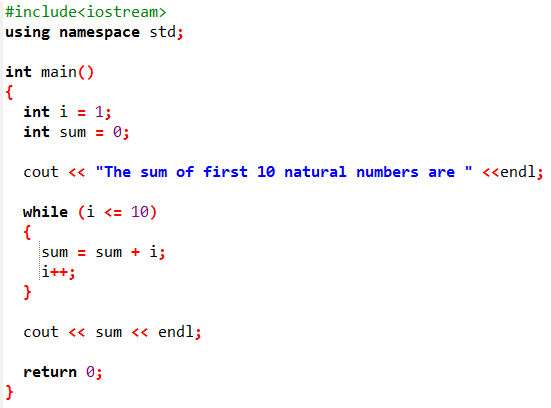 #include<iostream>
using namespace std;
int main()
{
int i = 1;
int sum = 0;
cout << "The sum of first 10 natural numbers are " <<endl;
while (i <= 10)
{
sum = sum + i;
i++;
}
cout << sum << endl;
return 0;
}